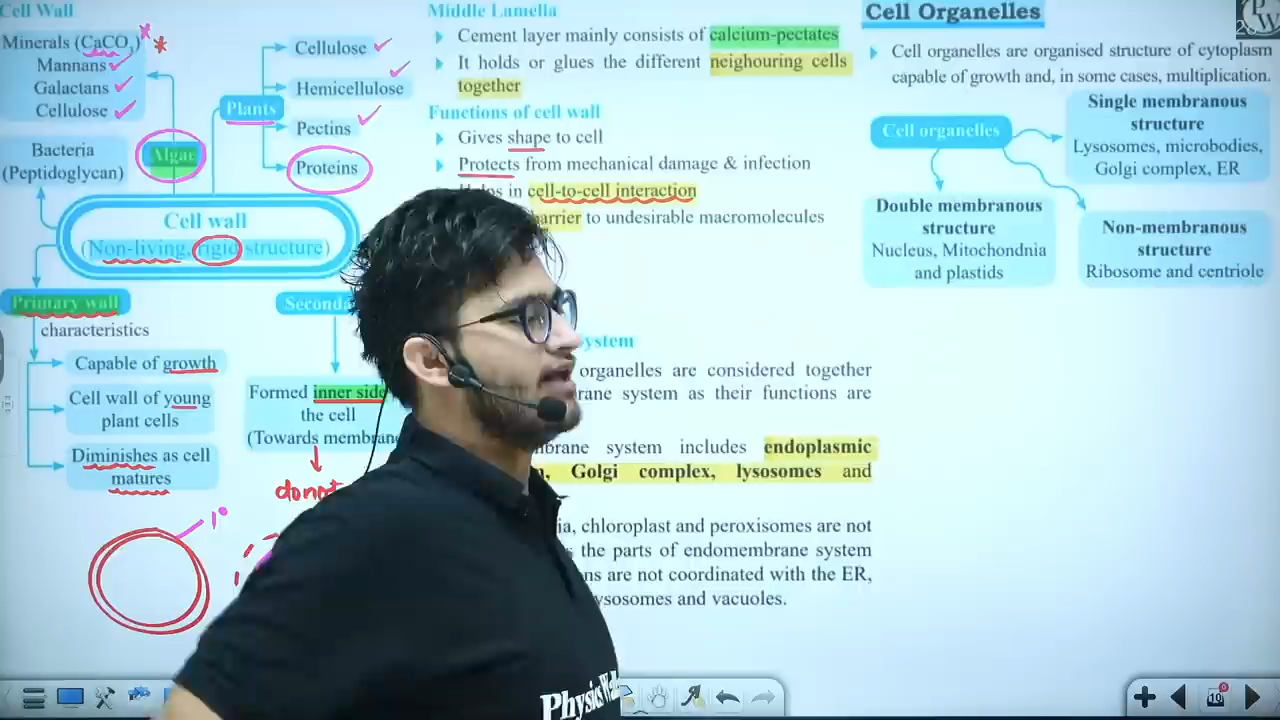 Cell Wall
Minerals (CaCO3)
Mannans
Galactans
Cellulose
Algae
Plants
Cellulose
Hemicellulose
Pectins
Proteins
Bacteria
(Peptidoglycan)
Cell wall
(Non-living, rigid structure)
Primary wall
characteristics
Capable of growth
Cell wall of young
plant cells
Diminishes as cell
matures
1°
Formed inner side
the cell
(Towards
Middle Lamella
Cement layer mainly consists of calcium-pectates
It holds or glues the different neighouring cells
together
Functions of cell wall
Gives shape to cell
Protects from mechanical damage & infection
in cell-to-cell interaction
to undesirable macromolecules
organelles are considered together
system as their functions are
system includes endoplasmic
Golgi complex, lysosomes and
chloroplast and peroxisomes are not
the parts of endomembrane system
are not coordinated with the ER,
and vacuoles.
Cell Organelles
Cell organelles are organised structure of cytoplasm
capable of growth and, in some cases, multiplication.
Cell organelles
Single membranous
structure
Lysosomes, microbodies,
Golgi complex, ER
Double membranous
structure
Nucleus, Mitochondnia
and plastids
Non-membranous
structure
Ribosome and centriole
PW
Physics
10